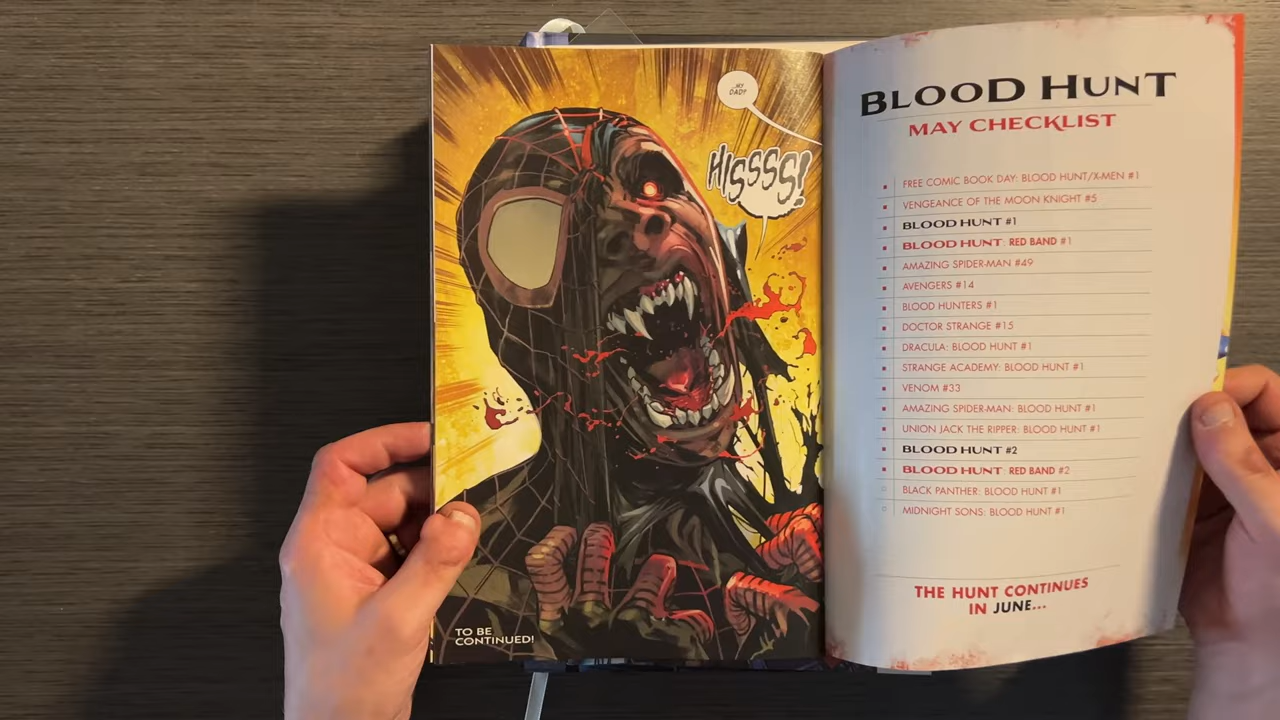 ...MY
DAD?
HISSSS!
TO BE
CONTINUED!
BLOOD HUNT
MAY CHECKLIST
FREE COMIC BOOK DAY: BLOOD HUNT/X-MEN #1
VENGEANCE OF THE MOON KNIGHT #5
BLOOD HUNT #1
BLOOD HUNT: RED BAND #1
AMAZING SPIDER-MAN #49
AVENGERS #14
BLOOD HUNTERS #1
DOCTOR STRANGE #15
DRACULA: BLOOD HUNT #1
STRANGE ACADEMY: BLOOD HUNT #1
VENOM #33
AMAZING SPIDER-MAN: BLOOD HUNT #1
UNION JACK THE RIPPER: BLOOD HUNT #1
BLOOD HUNT #2
BLOOD HUNT: RED BAND #2
BLACK PANTHER: BLOOD HUNT #1
MIDNIGHT SONS: BLOOD HUNT #1
THE HUNT CONTINUES
IN JUNE...